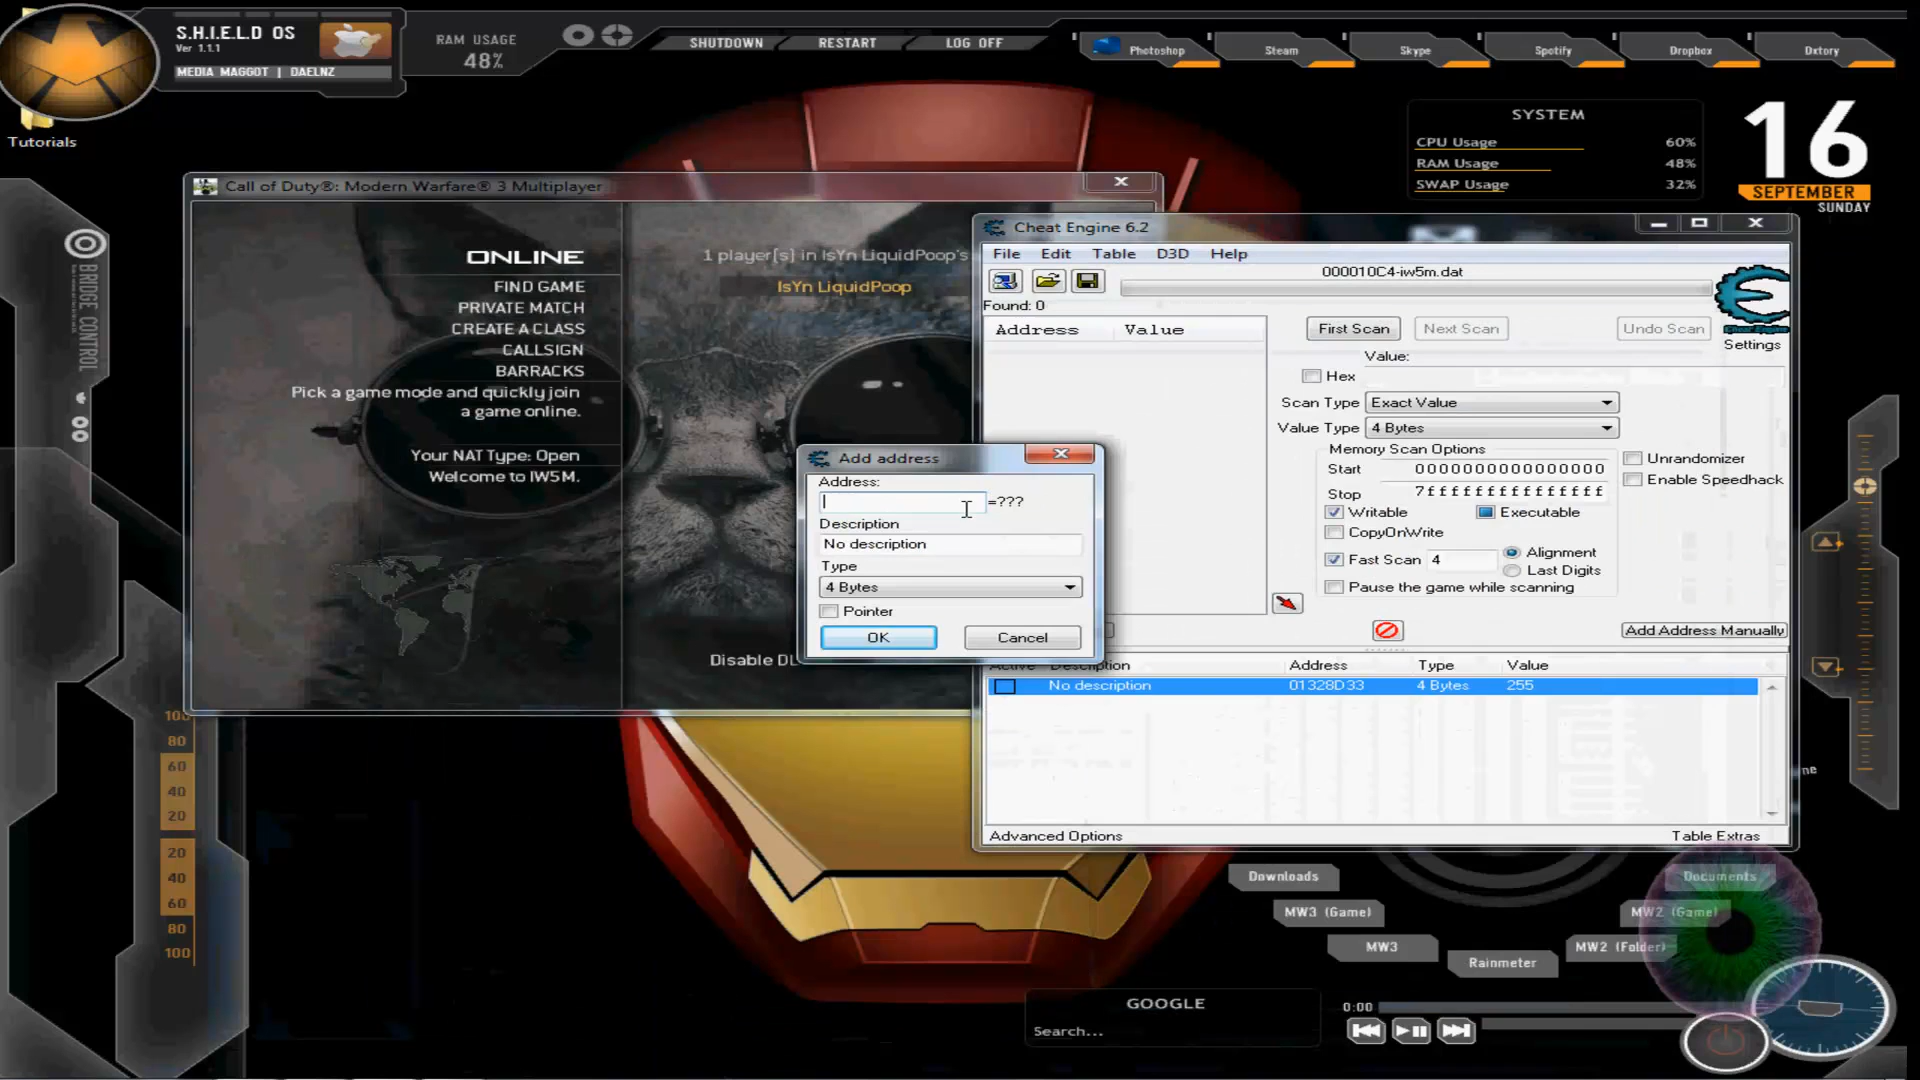 S.H.I.E.L.D OS
Ver 1.1.1
MEDIA MAGGOT | DAELNZ
RAM USAGE
48%
SHUTDOWN
RESTART
LOG OFF
Photoshop
Steam
Skype
Spotify
Dropbox
Dxtory
Tutorials
SYSTEM
CPU Usage 60%
RAM Usage 48%
SWAP Usage 32%
16
SEPTEMBER
SUNDAY
BRIDGE CONTROL
Call of Duty®: Modern Warfare® 3 Multiplayer
ONLINE
FIND GAME
PRIVATE MATCH
CREATE A CLASS
CALLSIGN
BARRACKS
Pick a game mode and quickly join
a game online.
Your NAT Type: Open
Welcome to IW5M.
1 player[s] in IsYn LiquidPoop's
IsYn LiquidPoop
Disable DL
Cheat Engine 6.2
File Edit Table D3D Help
000010C4-iw5m.dat
Found: 0
Address Value
First Scan
Next Scan
Undo Scan
Cheat Engine
Settings
Value:
Hex
Scan Type Exact Value
Value Type 4 Bytes
Memory Scan Options
Start 0000000000000000
Stop 7fffffffffffffff
Writable
Executable
CopyOnWrite
Fast Scan 4
Alignment
Last Digits
Pause the game while scanning
Unrandomizer
Enable Speedhack
Add Address Manually
Active Description Address Type Value
No description 01328D33 4 Bytes 255
Advanced Options
Table Extras
Add address
Address:
=???
Description
No description
Type
4 Bytes
Pointer
OK
Cancel
100
80
60
40
20
20
40
60
80
100
Downloads
Documents
MW3 (Game)
MW2 (Game)
MW3
MW2 (Folder)
Rainmeter
GOOGLE
Search...
0:00